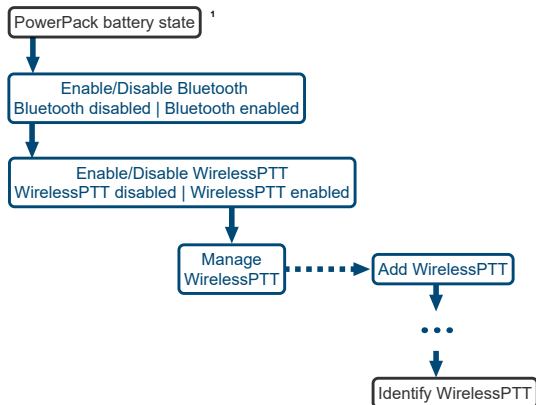 PowerPack battery state ¹
Enable/Disable Bluetooth
Bluetooth disabled | Bluetooth enabled
Enable/Disable WirelessPTT
WirelessPTT disabled | WirelessPTT enabled
Manage
WirelessPTT
Add WirelessPTT
...
Identify WirelessPTT